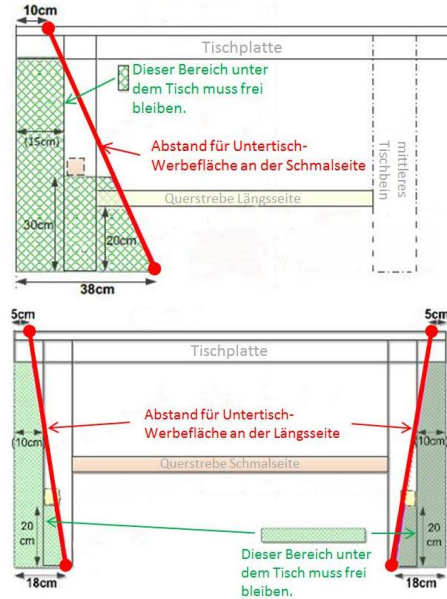 10cm
Tischplatte
Dieser Bereich unter
dem Tisch muss frei
bleiben.
(15cm)
Abstand für Untertisch-
Werbefläche an der Schmalseite
mittleres
Tischbein
Querstrebe Längsseite
30cm
20cm
38cm
5cm
5cm
Tischplatte
Abstand für Untertisch-
Werbefläche an der Längsseite
(10cm)
(10cm)
Querstrebe Schmalseite
20
cm
20
cm
Dieser Bereich unter
dem Tisch muss frei
bleiben.
18cm
18cm